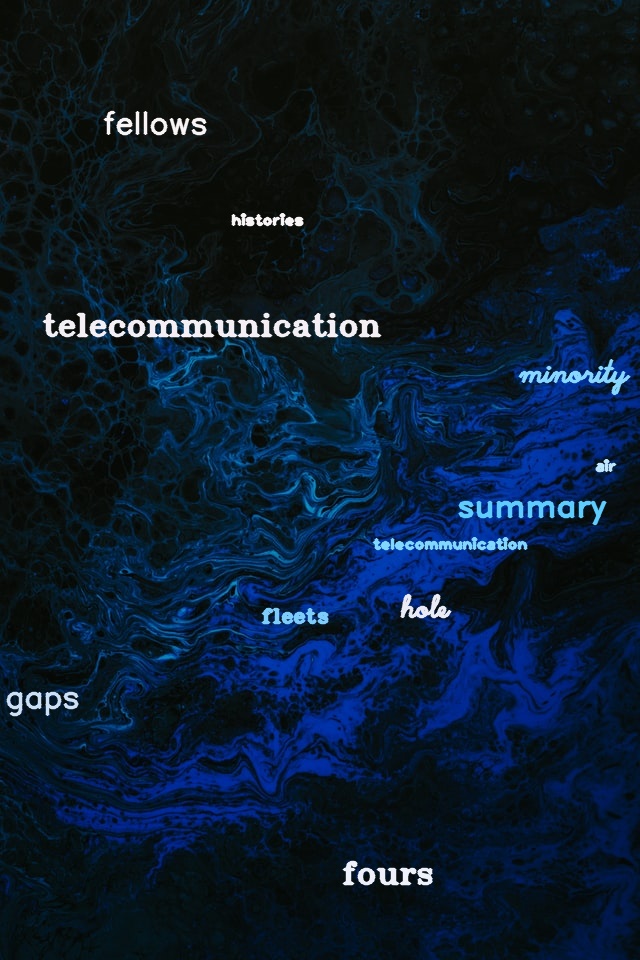 fellows
histories
telecommunication
minority
air
summary
telecommunication
hole
fleets
gaps
fours